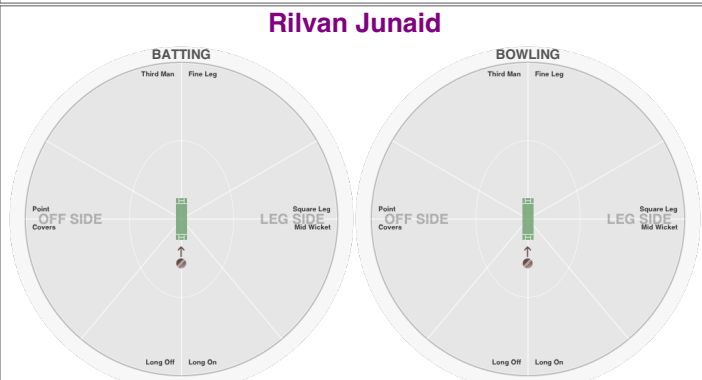 Rilvan Junaid
BATTING
Third Man Fine Leg
Point
OFF SIDE
Covers
Square Leg
LEG SIDE
Mid Wicket
Long Off Long On
BOWLING
Third Man Fine Leg
Point
OFF SIDE
Covers
Square Leg
LEG SIDE
Mid Wicket
Long Off Long On